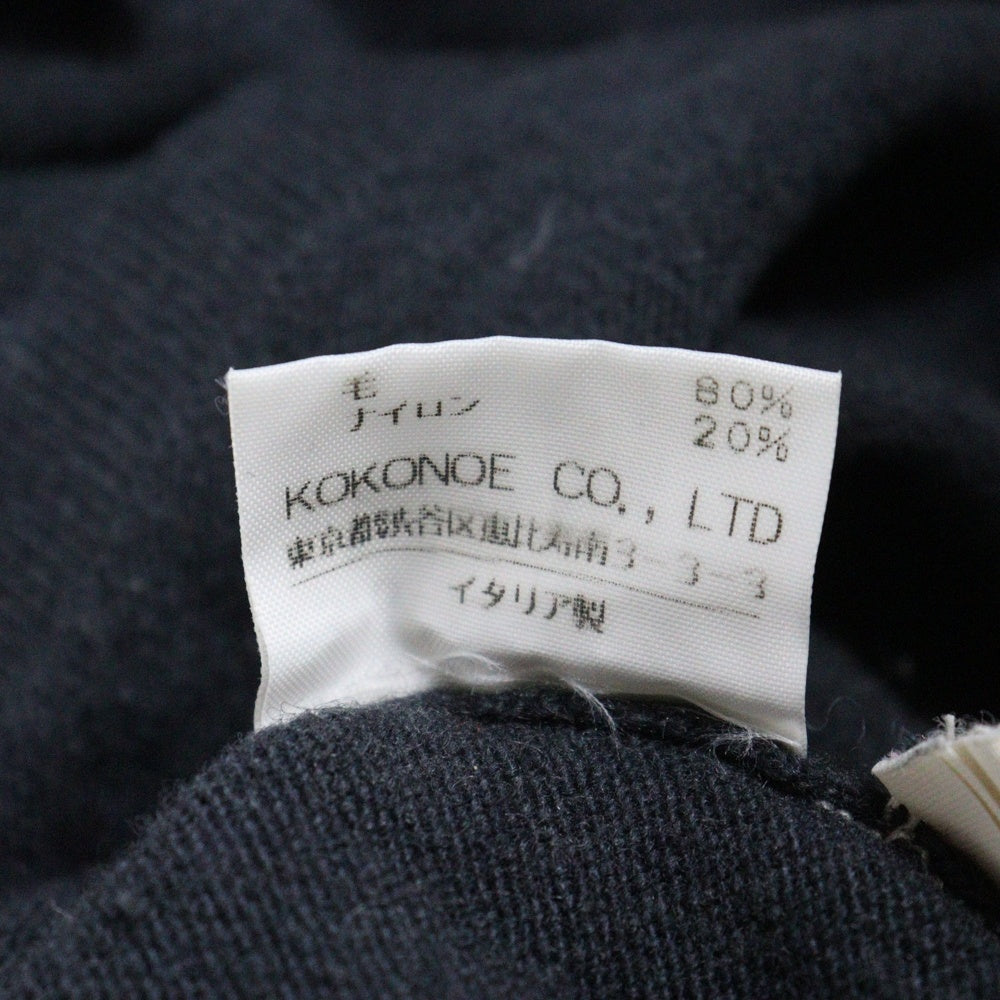 毛 80%
ナイロン 20%
KOKONOE CO., LTD
東京都渋谷区恵比寿南3-3-3
イタリア製